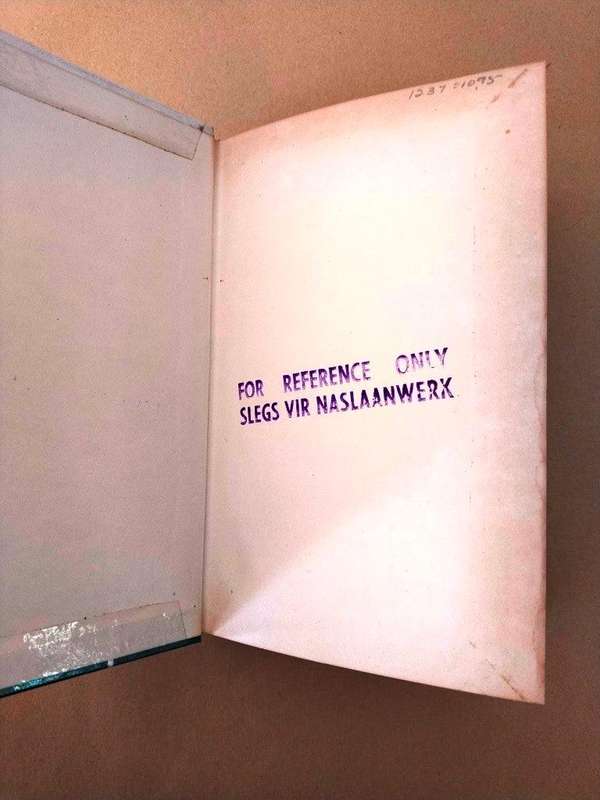 1237:1095
FOR REFERENCE ONLY
SLEGS VIR NASLAANWERK